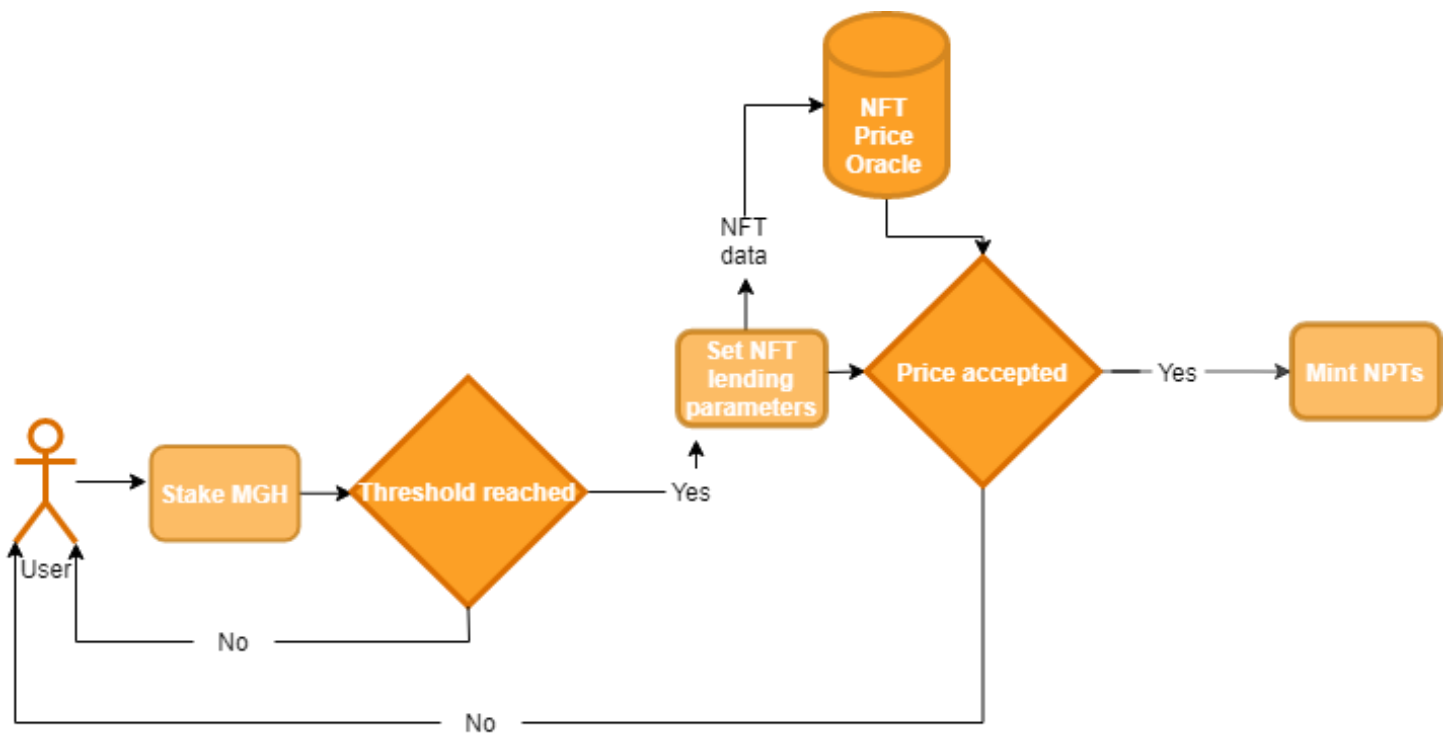 NFT
Price
Oracle
NFT
data
Set NFT
lending
parameters
Price accepted
Yes
Mint NPTs
Stake MGH
Threshold reached
Yes
User
No
No